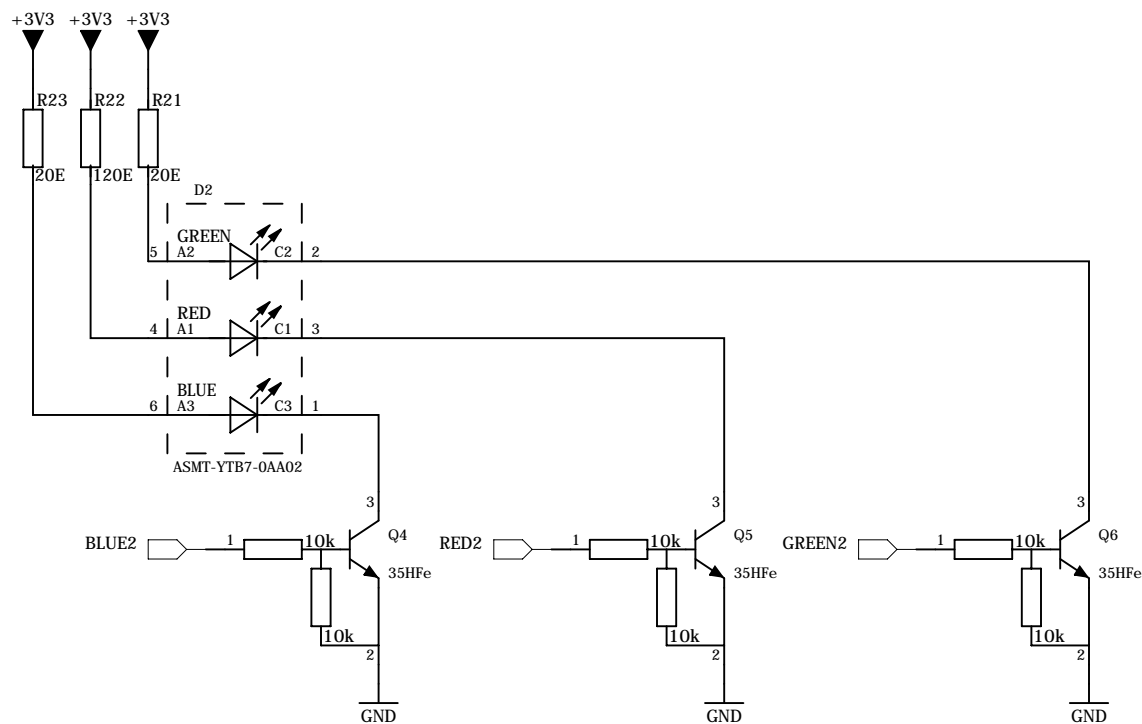 +3V3 +3V3 +3V3
R23 R22 R21
20E 120E 20E
D2
GREEN
5 A2 C2 2
RED
4 A1 C1 3
BLUE
6 A3 C3 1
ASMT-YTB7-0AA02
3 3 3
BLUE2 1 10k Q4 RED2 1 10k Q5 GREEN2 1 10k Q6
35HFe 35HFe 35HFe
10k 10k 10k
2 2 2
GND GND GND